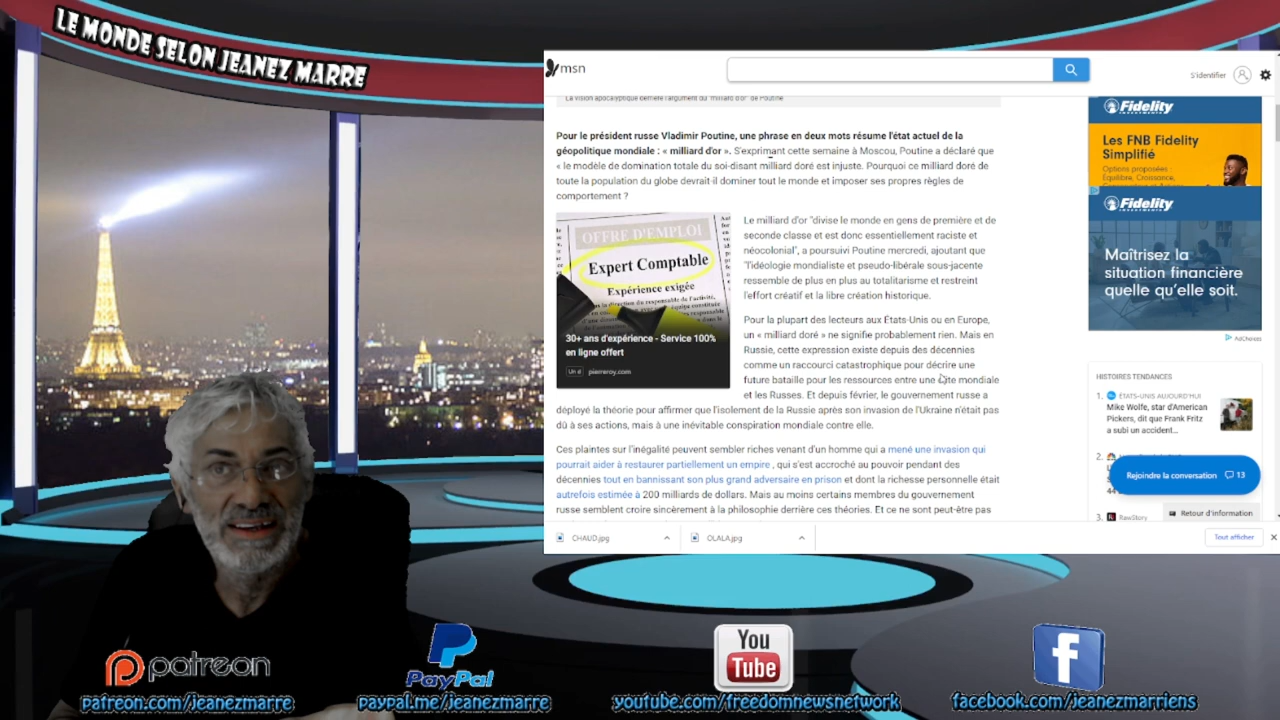 LE MONDE SELON JEANEZ MARRE
msn
S'identifier
La vision apocalyptique derrière l'argument du "milliard d'or" de Poutine
Pour le président russe Vladimir Poutine, une phrase en deux mots résume l'état actuel de la
géopolitique mondiale : « milliard d'or ». S'exprimant cette semaine à Moscou, Poutine a déclaré que
« le modèle de domination totale du soi-disant milliard doré est injuste. Pourquoi ce milliard doré de
toute la population du globe devrait-il dominer tout le monde et imposer ses propres règles de
comportement ?
OFFRE D'EMPLOI
Expert Comptable
Expérience exigée
30+ ans d'expérience - Service 100%
en ligne offert
pierreroy.com
Le milliard d'or "divise le monde en gens de première et de
seconde classe et est donc essentiellement raciste et
néocolonial", a poursuivi Poutine mercredi, ajoutant que
"l'idéologie mondialiste et pseudo-libérale sous-jacente
ressemble de plus en plus au totalitarisme et restreint
l'effort créatif et la libre création historique.
Pour la plupart des lecteurs aux États-Unis ou en Europe,
un « milliard doré » ne signifie probablement rien. Mais en
Russie, cette expression existe depuis des décennies
comme un raccourci catastrophique pour décrire une
future bataille pour les ressources entre une élite mondiale
et les Russes. Et depuis février, le gouvernement russe a
déployé la théorie pour affirmer que l'isolement de la Russie après son invasion de l'Ukraine n'était pas
dû à ses actions, mais à une inévitable conspiration mondiale contre elle.
Ces plaintes sur l'inégalité peuvent sembler riches venant d'un homme qui a mené une invasion qui
pourrait aider à restaurer partiellement un empire , qui s'est accroché au pouvoir pendant des
décennies tout en bannissant son plus grand adversaire en prison et dont la richesse personnelle était
autrefois estimée à 200 milliards de dollars. Mais au moins certains membres du gouvernement
russe semblent croire sincèrement à la philosophie derrière ces théories. Et ce ne sont peut-être pas
Fidelity
Les FNB Fidelity
Simplifié
Options proposées :
Équilibre, Croissance,
Fidelity
Maîtrisez la
situation financière
quelle qu'elle soit.
AdChoices
HISTOIRES TENDANCES
1. ÉTATS-UNIS AUJOURD'HUI
Mike Wolfe, star d'American
Pickers, dit que Frank Fritz
a subi un accident...
2.
Rejoindre la conversation 13
44
3. RawStory
Retour d'information
CHAUD.jpg
OLALA.jpg
Tout afficher
patreon
PayPal
You
Tube
f
patreon.com/jeanezmarre
paypal.me/jeanezmarre
youtube.com/freedomnewsnetwork
facebook.com/jeanezmarriens